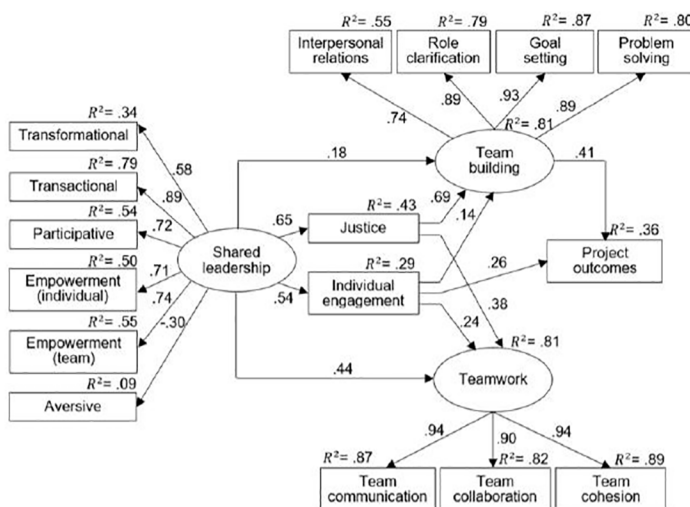 R² = .55
R² = .79
R² = .87
R² = .80
Interpersonal
relations
Role
clarification
Goal
setting
Problem
solving
.74
.89
.93
.89
R² = .81
Team
building
R² = .34
Transformational
R² = .79
Transactional
R² = .54
Participative
R² = .50
Empowerment
(individual)
R² = .55
Empowerment
(team)
R² = .09
Aversive
.58
.89
.72
.71
.74
-.30
Shared
leadership
.18
.65
.54
.44
R² = .43
Justice
R² = .29
Individual
engagement
.69
.14
.41
.26
.38
.24
R² = .36
Project
outcomes
R² = .81
Teamwork
.94
.90
.94
R² = .87
R² = .82
R² = .89
Team
communication
Team
collaboration
Team
cohesion